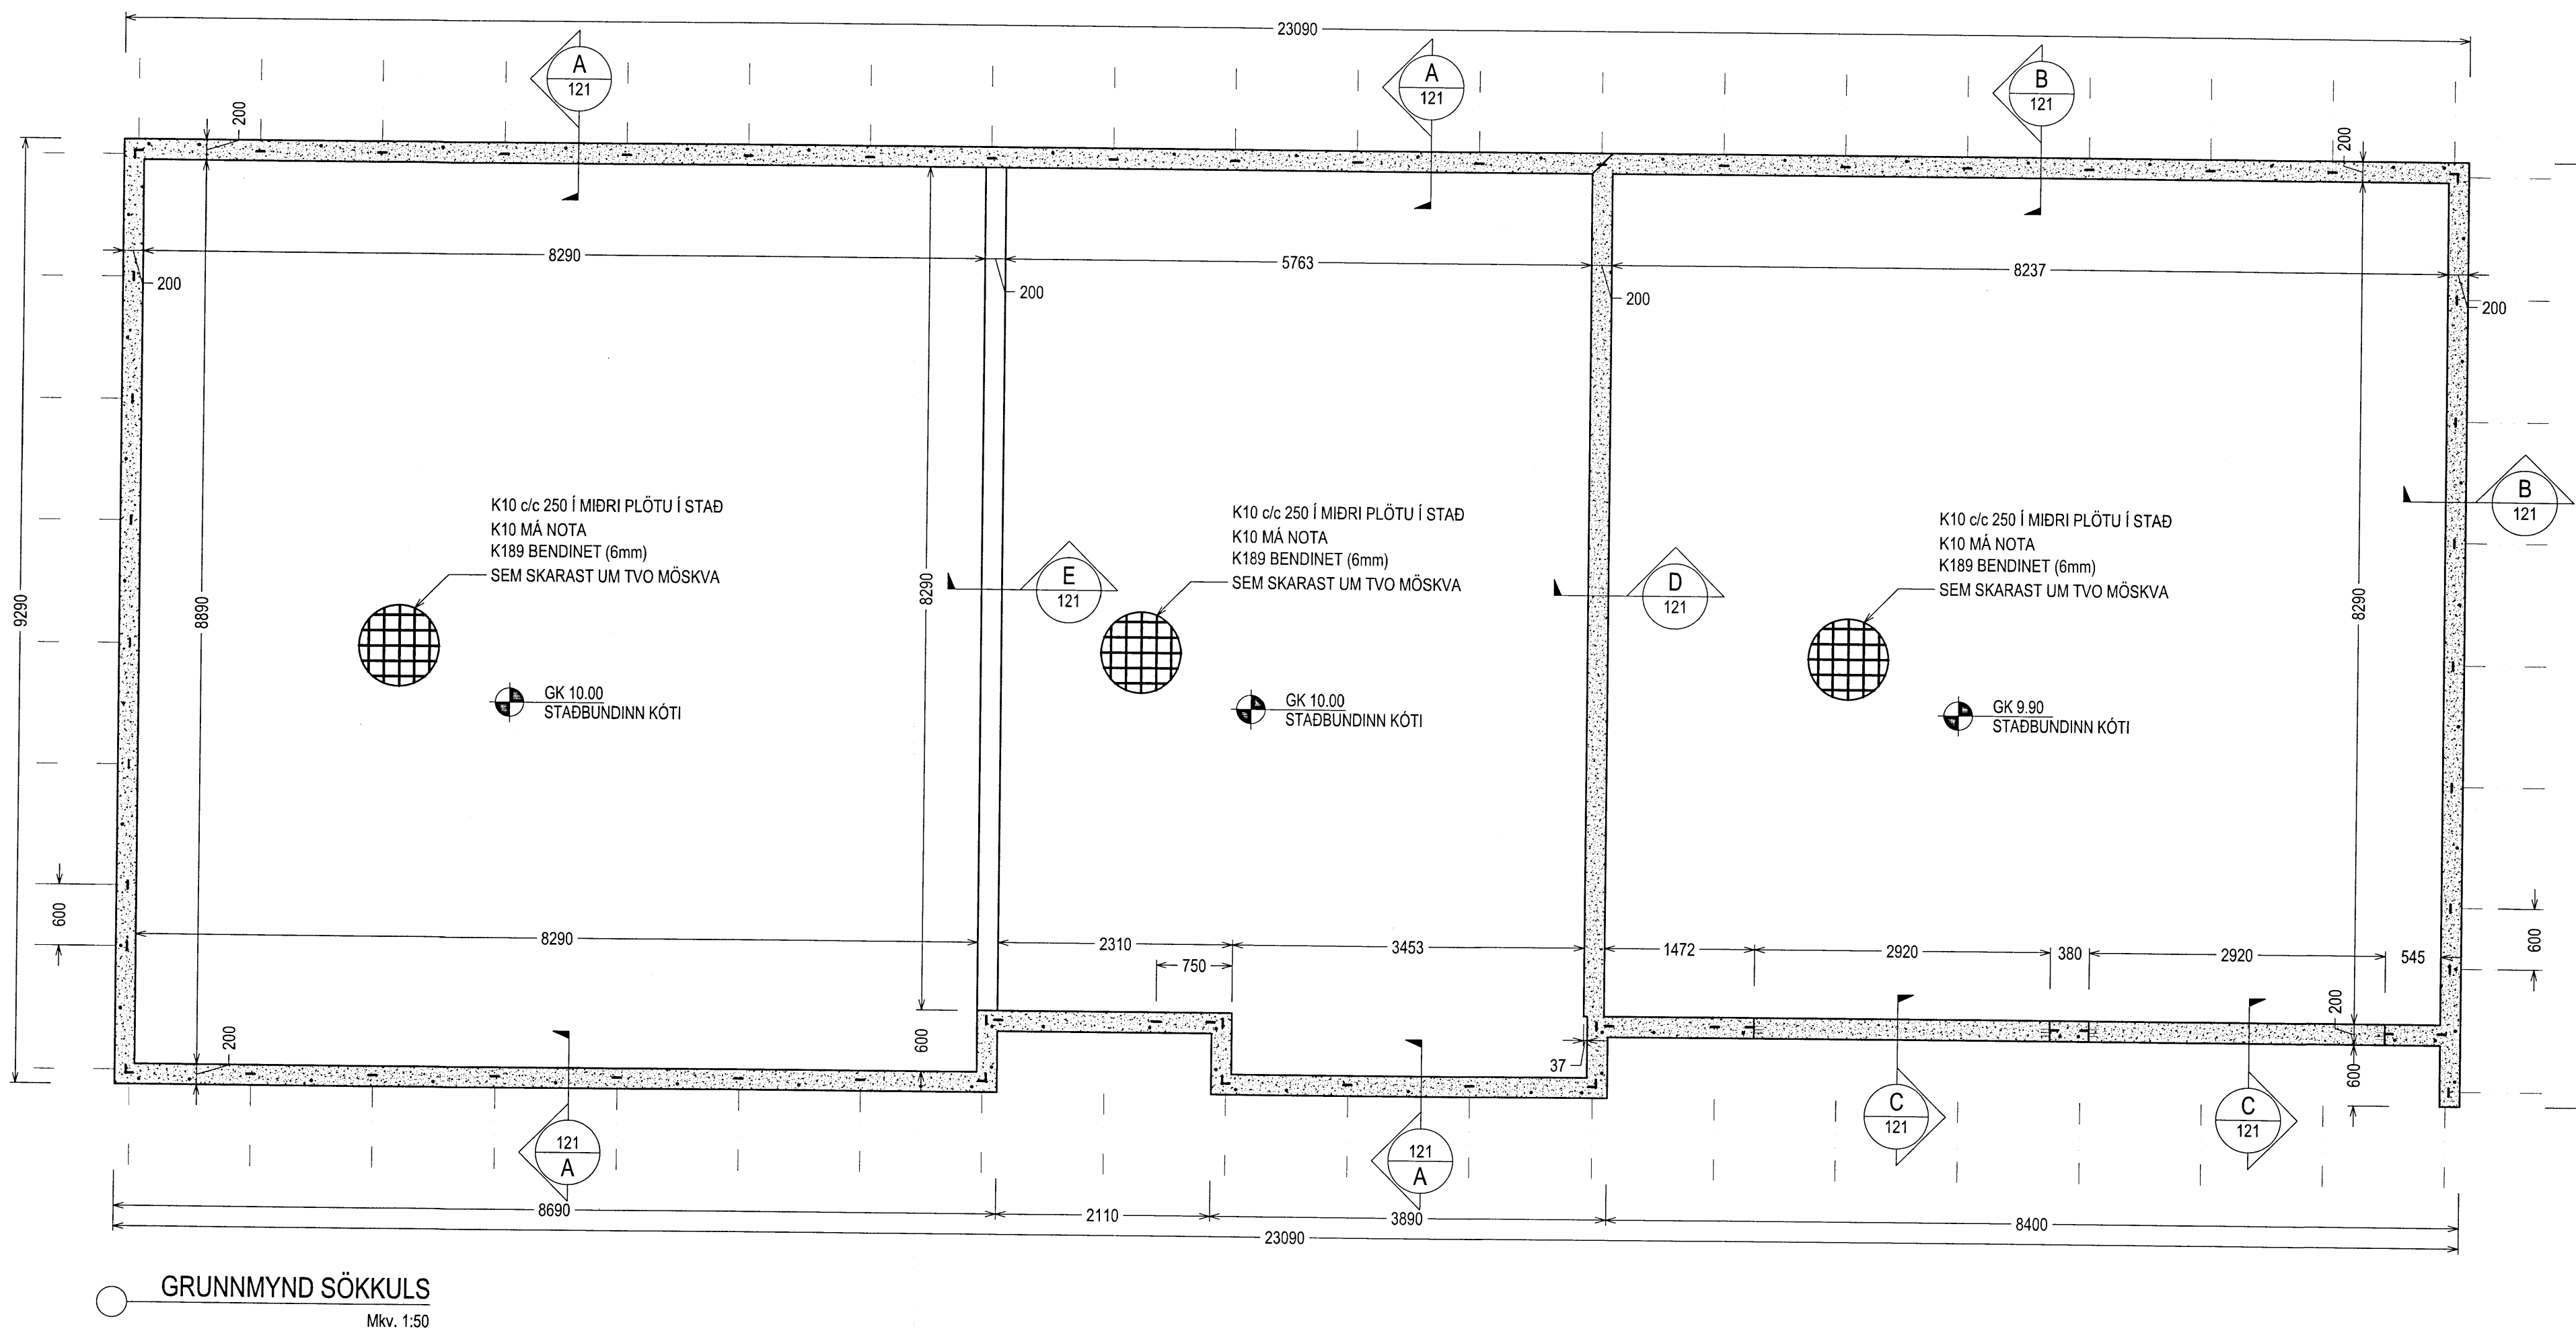 23090
A
121
A
121
B
121
200
200
8290
5763
8237
200
200
200
200
K10 c/c 250 Í MIÐRI PLÖTU Í STAÐ
K10 MÁ NOTA
K189 BENDINET (6mm)
SEM SKARAST UM TVO MÖSKVA
K10 c/c 250 Í MIÐRI PLÖTU Í STAÐ
K10 MÁ NOTA
K189 BENDINET (6mm)
SEM SKARAST UM TVO MÖSKVA
K10 c/c 250 Í MIÐRI PLÖTU Í STAÐ
K10 MÁ NOTA
K189 BENDINET (6mm)
SEM SKARAST UM TVO MÖSKVA
B
121
E
121
D
121
9290
8890
8290
8290
GK 10.00
STAÐBUNDINN KÓTI
GK 10.00
STAÐBUNDINN KÓTI
GK 9.90
STAÐBUNDINN KÓTI
600
8290
2310
3453
1472
2920
380
2920
545
600
750
200
600
37
200
600
121
A
121
A
C
121
C
121
8690
2110
3890
8400
23090
GRUNNMYND SÖKKULS
Mkv. 1:50